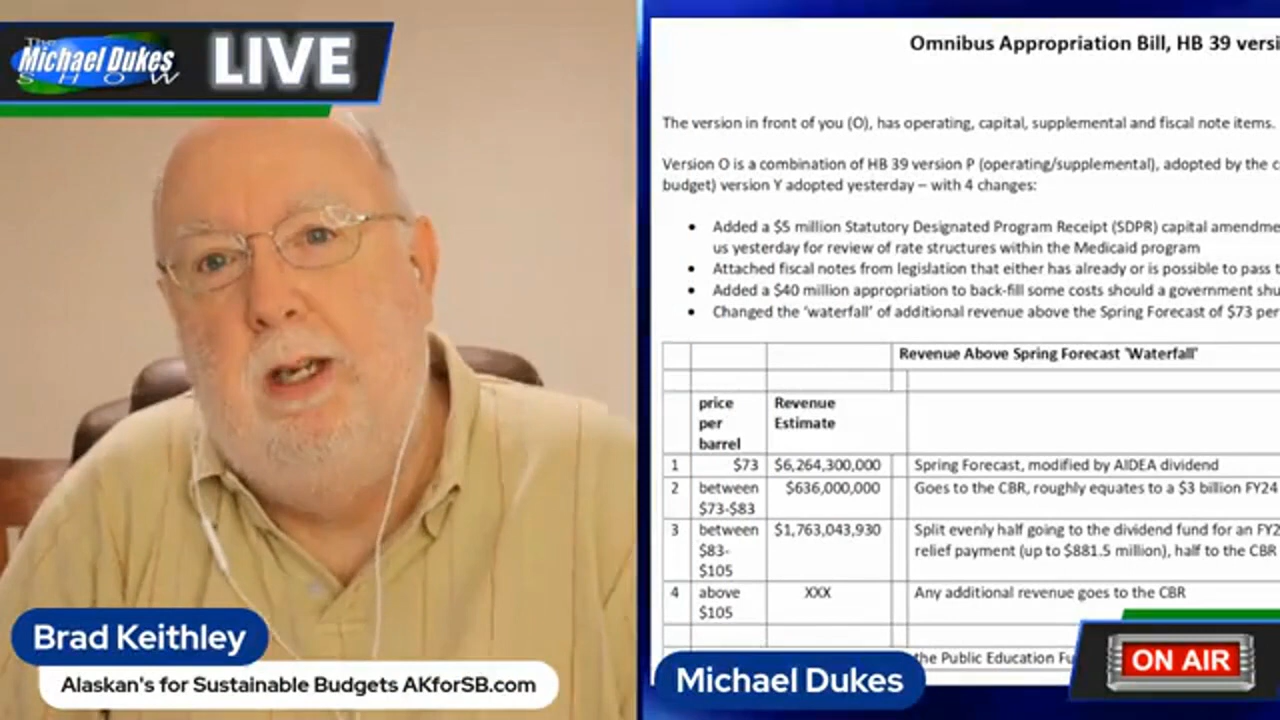 The
Michael Dukes
SHOW
LIVE
Omnibus Appropriation Bill, HB 39 versi
The version in front of you (O), has operating, capital, supplemental and fiscal note items.
Version O is a combination of HB 39 version P (operating/supplemental), adopted by the c
budget) version Y adopted yesterday – with 4 changes:
• Added a $5 million Statutory Designated Program Receipt (SDPR) capital amendme
us yesterday for review of rate structures within the Medicaid program
• Attached fiscal notes from legislation that either has already or is possible to pass t
• Added a $40 million appropriation to back-fill some costs should a government shu
• Changed the 'waterfall' of additional revenue above the Spring Forecast of $73 per
Revenue Above Spring Forecast 'Waterfall'
price per barrel Revenue Estimate
1 $73 $6,264,300,000 Spring Forecast, modified by AIDEA dividend
2 between $73-$83 $636,000,000 Goes to the CBR, roughly equates to a $3 billion FY24
3 between $83-$105 $1,763,043,930 Split evenly half going to the dividend fund for an FY2
relief payment (up to $881.5 million), half to the CBR
4 above $105 XXX Any additional revenue goes to the CBR
the Public Education Fu
Brad Keithley
Alaskan's for Sustainable Budgets AKforSB.com
Michael Dukes
ON AIR